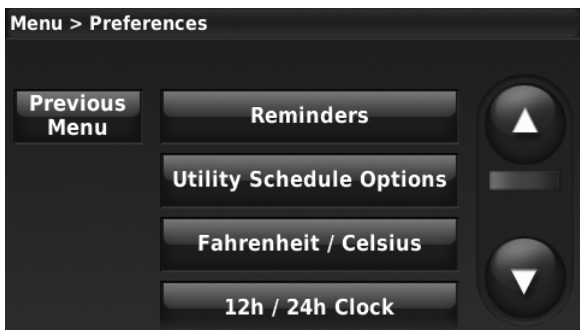 Menu > Preferences
Previous
Menu
Reminders
Utility Schedule Options
Fahrenheit / Celsius
12h / 24h Clock